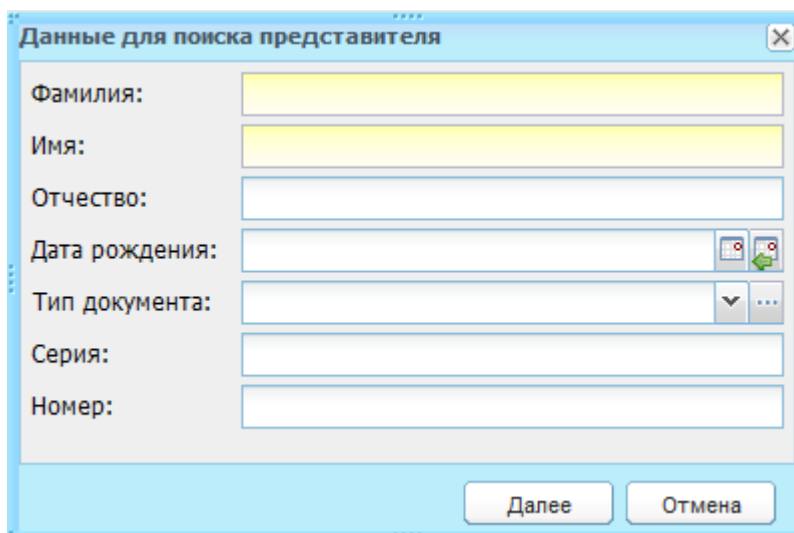 Данные для поиска представителя
Фамилия:
Имя:
Отчество:
Дата рождения:
Тип документа:
Серия:
Номер:
Далее Отмена